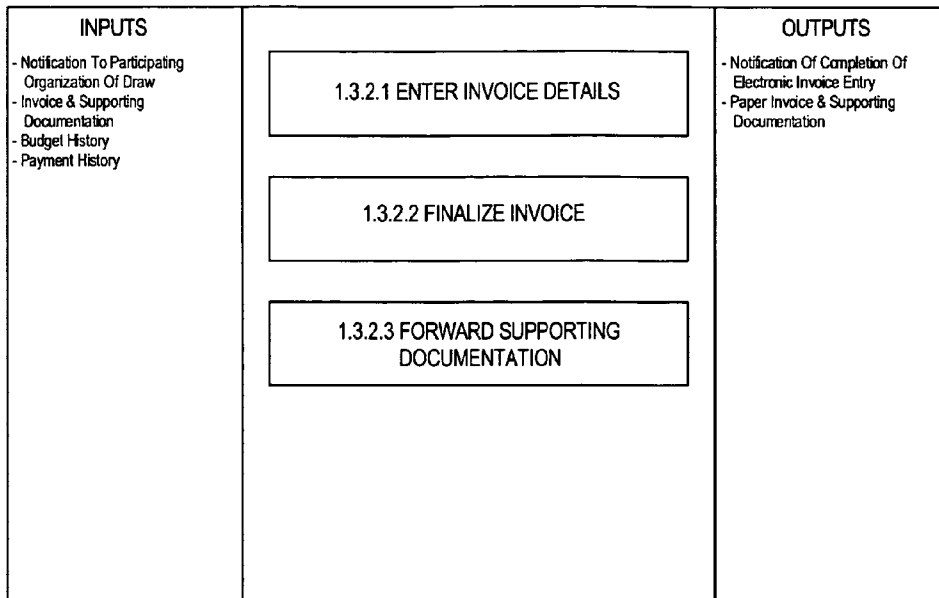 INPUTS
- Notification To Participating
Organization Of Draw
- Invoice & Supporting
Documentation
- Budget History
- Payment History
1.3.2.1 ENTER INVOICE DETAILS
1.3.2.2 FINALIZE INVOICE
1.3.2.3 FORWARD SUPPORTING
DOCUMENTATION
OUTPUTS
- Notification Of Completion Of
Electronic Invoice Entry
- Paper Invoice & Supporting
Documentation